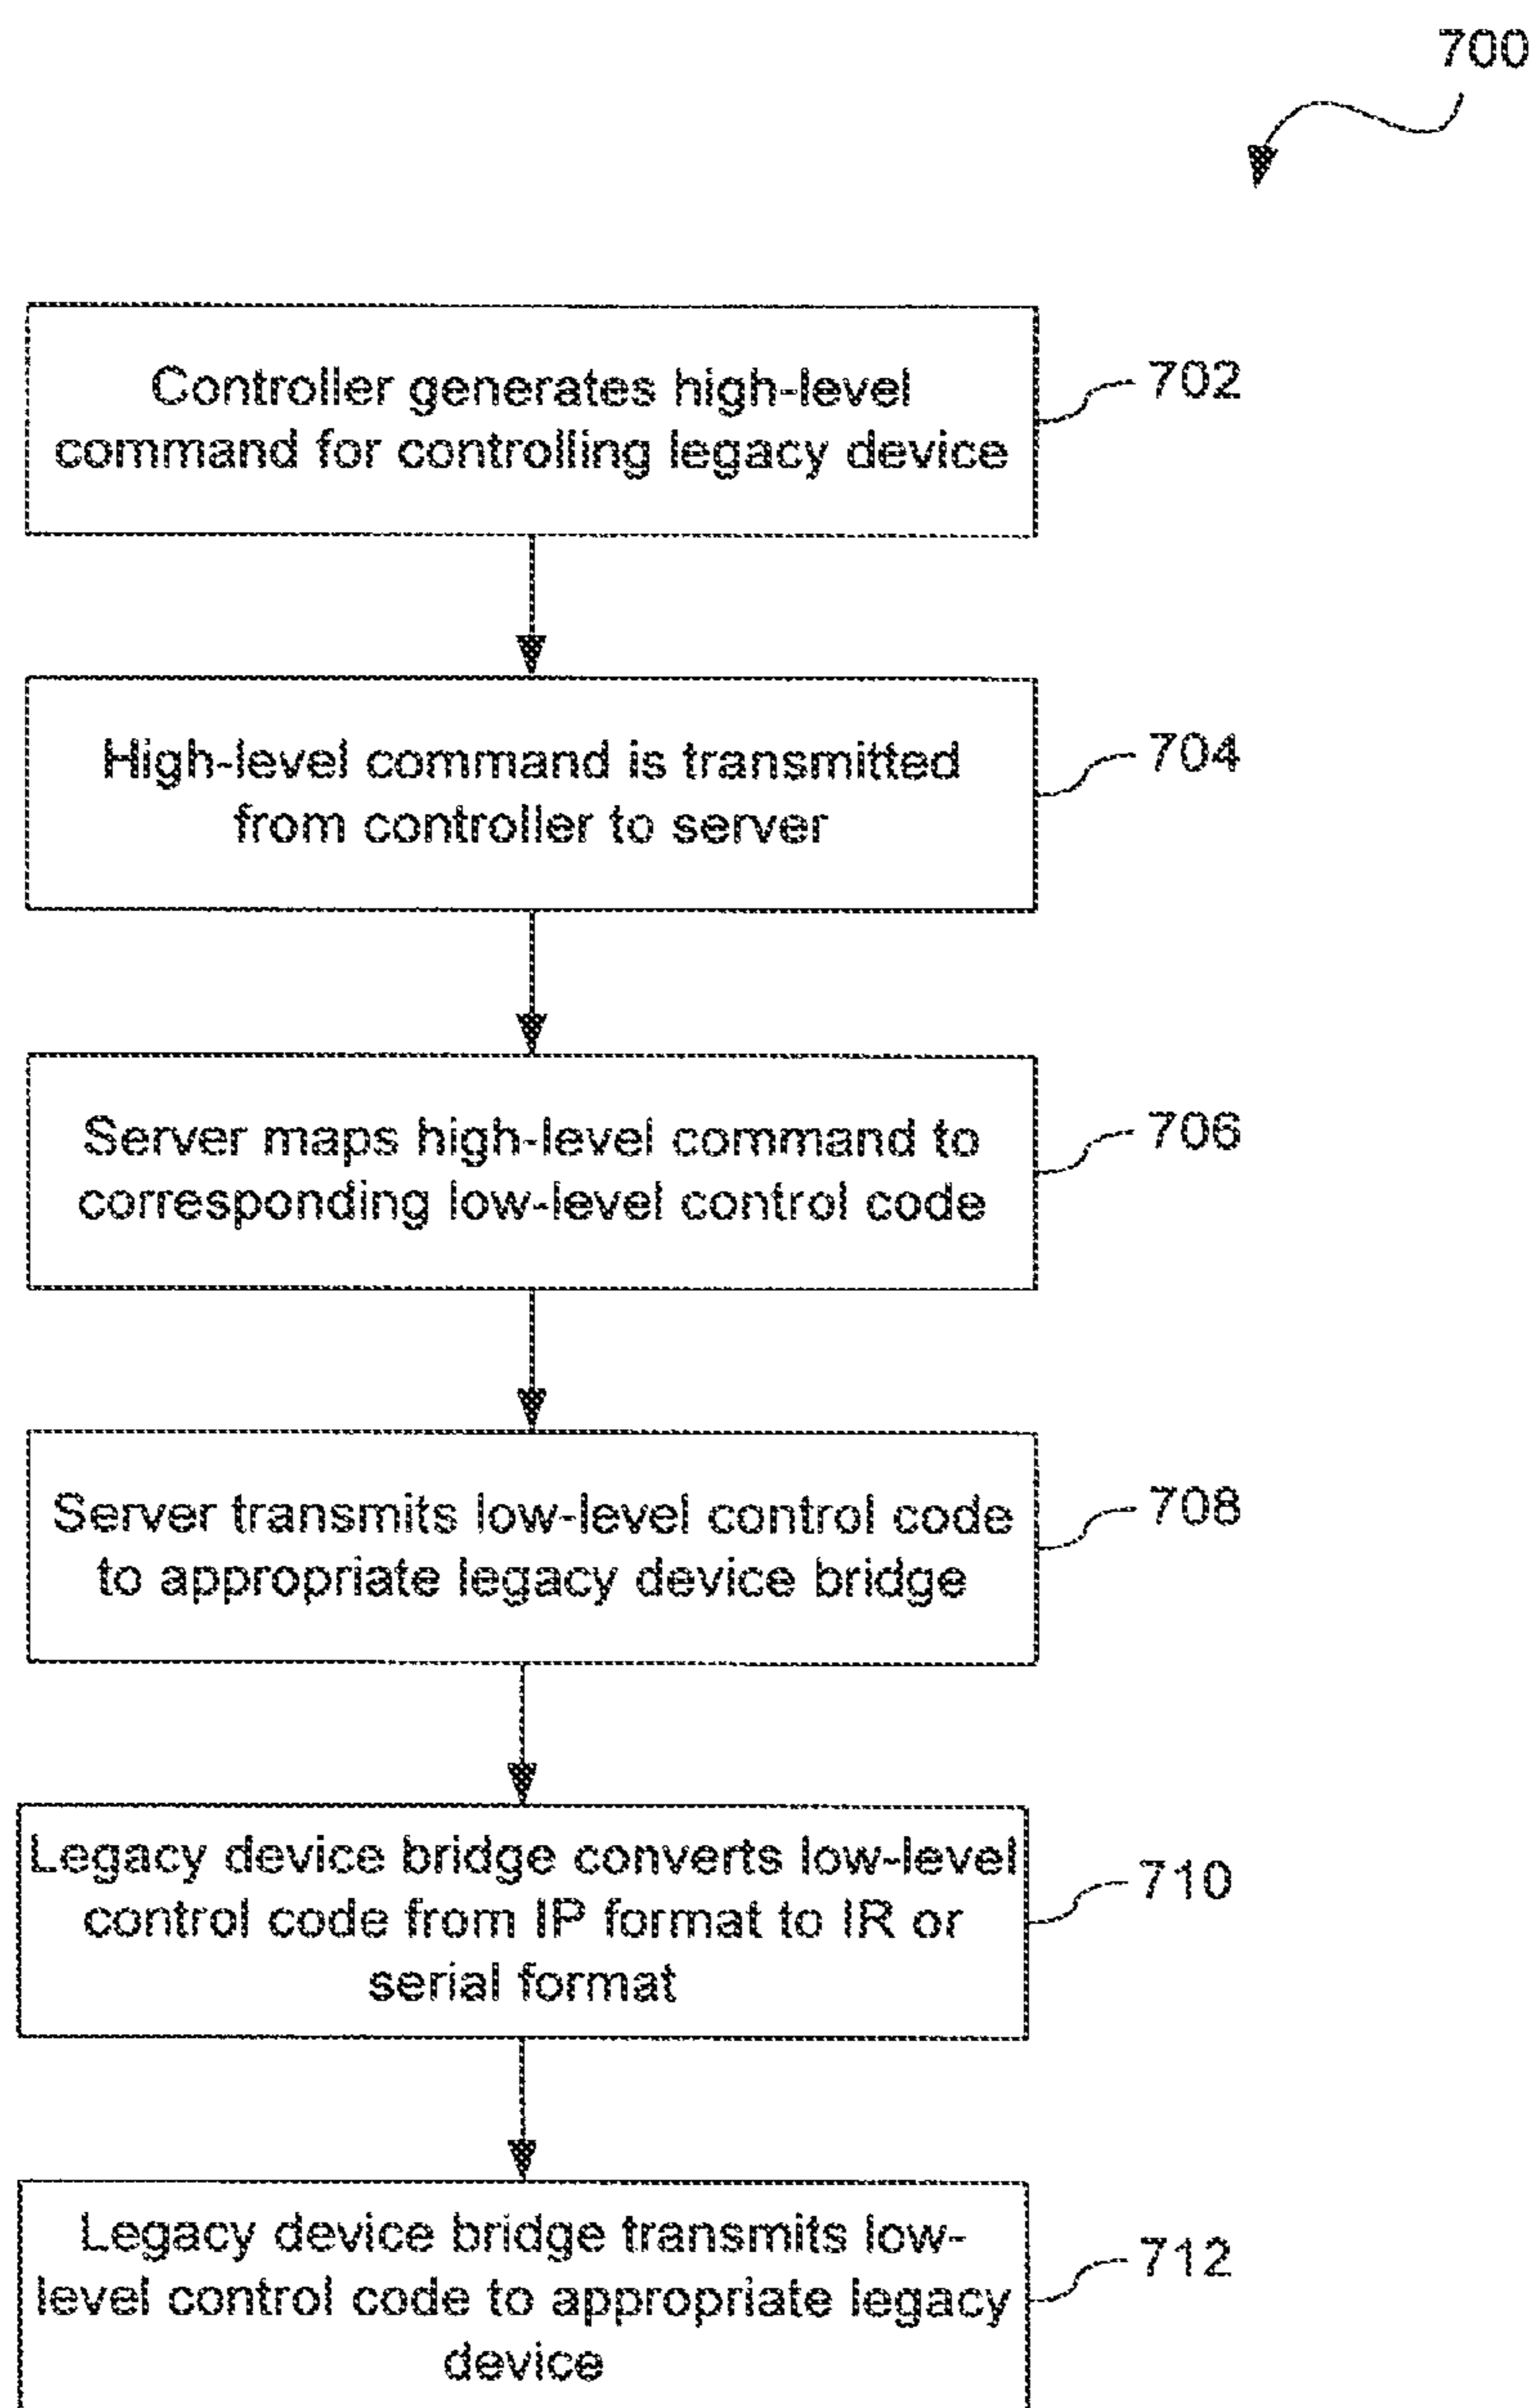 700
Controller generates high-level
command for controlling legacy device
702
High-level command is transmitted
from controller to server
704
Server maps high-level command to
corresponding low-level control code
706
Server transmits low-level control code
to appropriate legacy device bridge
708
Legacy device bridge converts low-level
control code from IP format to IR or
serial format
710
Legacy device bridge transmits low-
level control code to appropriate legacy
device
712